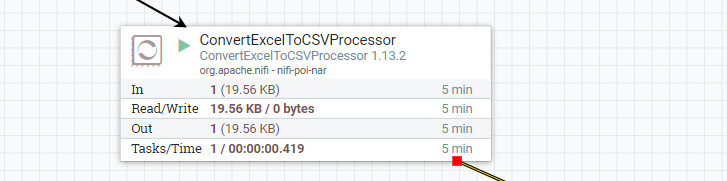 ConvertExcelToCSVProcessor
ConvertExcelToCSVProcessor 1.13.2
org.apache.nifi - nifi-poi-nar
In 1 (19.56 KB) 5 min
Read/Write 19.56 KB / 0 bytes 5 min
Out 1 (19.56 KB) 5 min
Tasks/Time 1 / 00:00:00.419 5 min